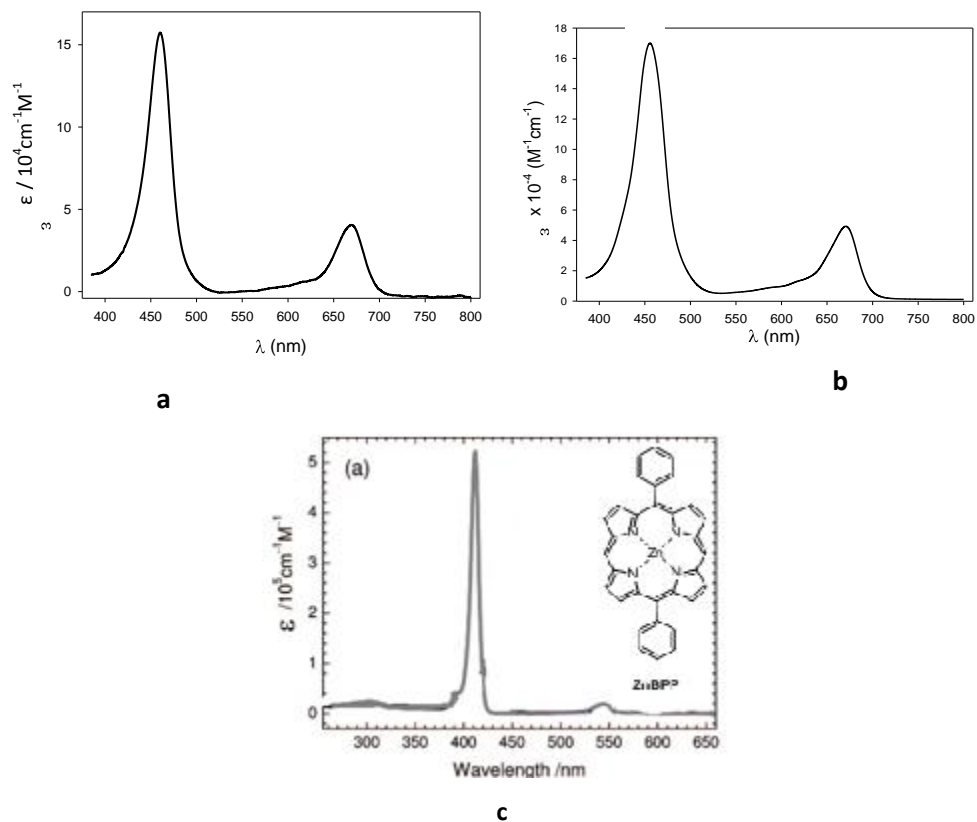 15
10
5
0
ε / 10⁴cm⁻¹M⁻¹
ε
400 450 500 550 600 650 700 750 800
λ (nm)
a
18
16
14
12
10
8
6
4
2
0
ε x 10⁻⁴ (M⁻¹cm⁻¹)
400 450 500 550 600 650 700 750 800
λ (nm)
b
(a)
5
4
3
2
1
0
ε /10⁵cm⁻¹M⁻¹
N N
Zn
N N
ZnBPP
300 350 400 450 500 550 600 650
Wavelength /nm
c